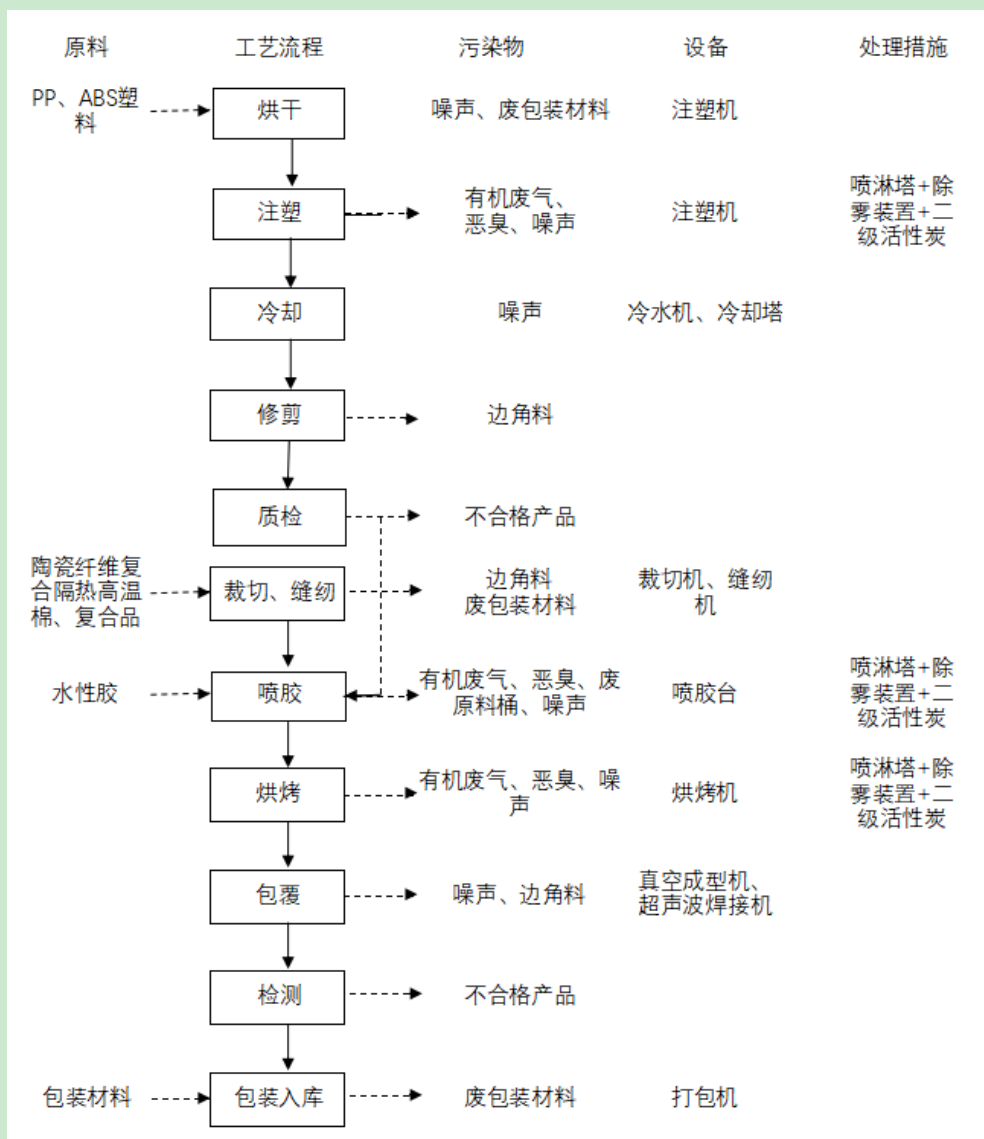 原料 工艺流程 污染物 设备 处理措施
PP、ABS塑
料
烘干
噪声、废包装材料
注塑机
注塑
有机废气、
恶臭、噪声
注塑机
喷淋塔+除
雾装置+二
级活性炭
冷却
噪声
冷水机、冷却塔
修剪
边角料
质检
不合格产品
陶瓷纤维复
合隔热高温
棉、复合品
裁切、缝纫
边角料
废包装材料
裁切机、缝纫
机
水性胶
喷胶
有机废气、恶臭、废
原料桶、噪声
喷胶台
喷淋塔+除
雾装置+二
级活性炭
烘烤
有机废气、恶臭、噪
声
烘烤机
喷淋塔+除
雾装置+二
级活性炭
包覆
噪声、边角料
真空成型机、
超声波焊接机
检测
不合格产品
包装材料
包装入库
废包装材料
打包机